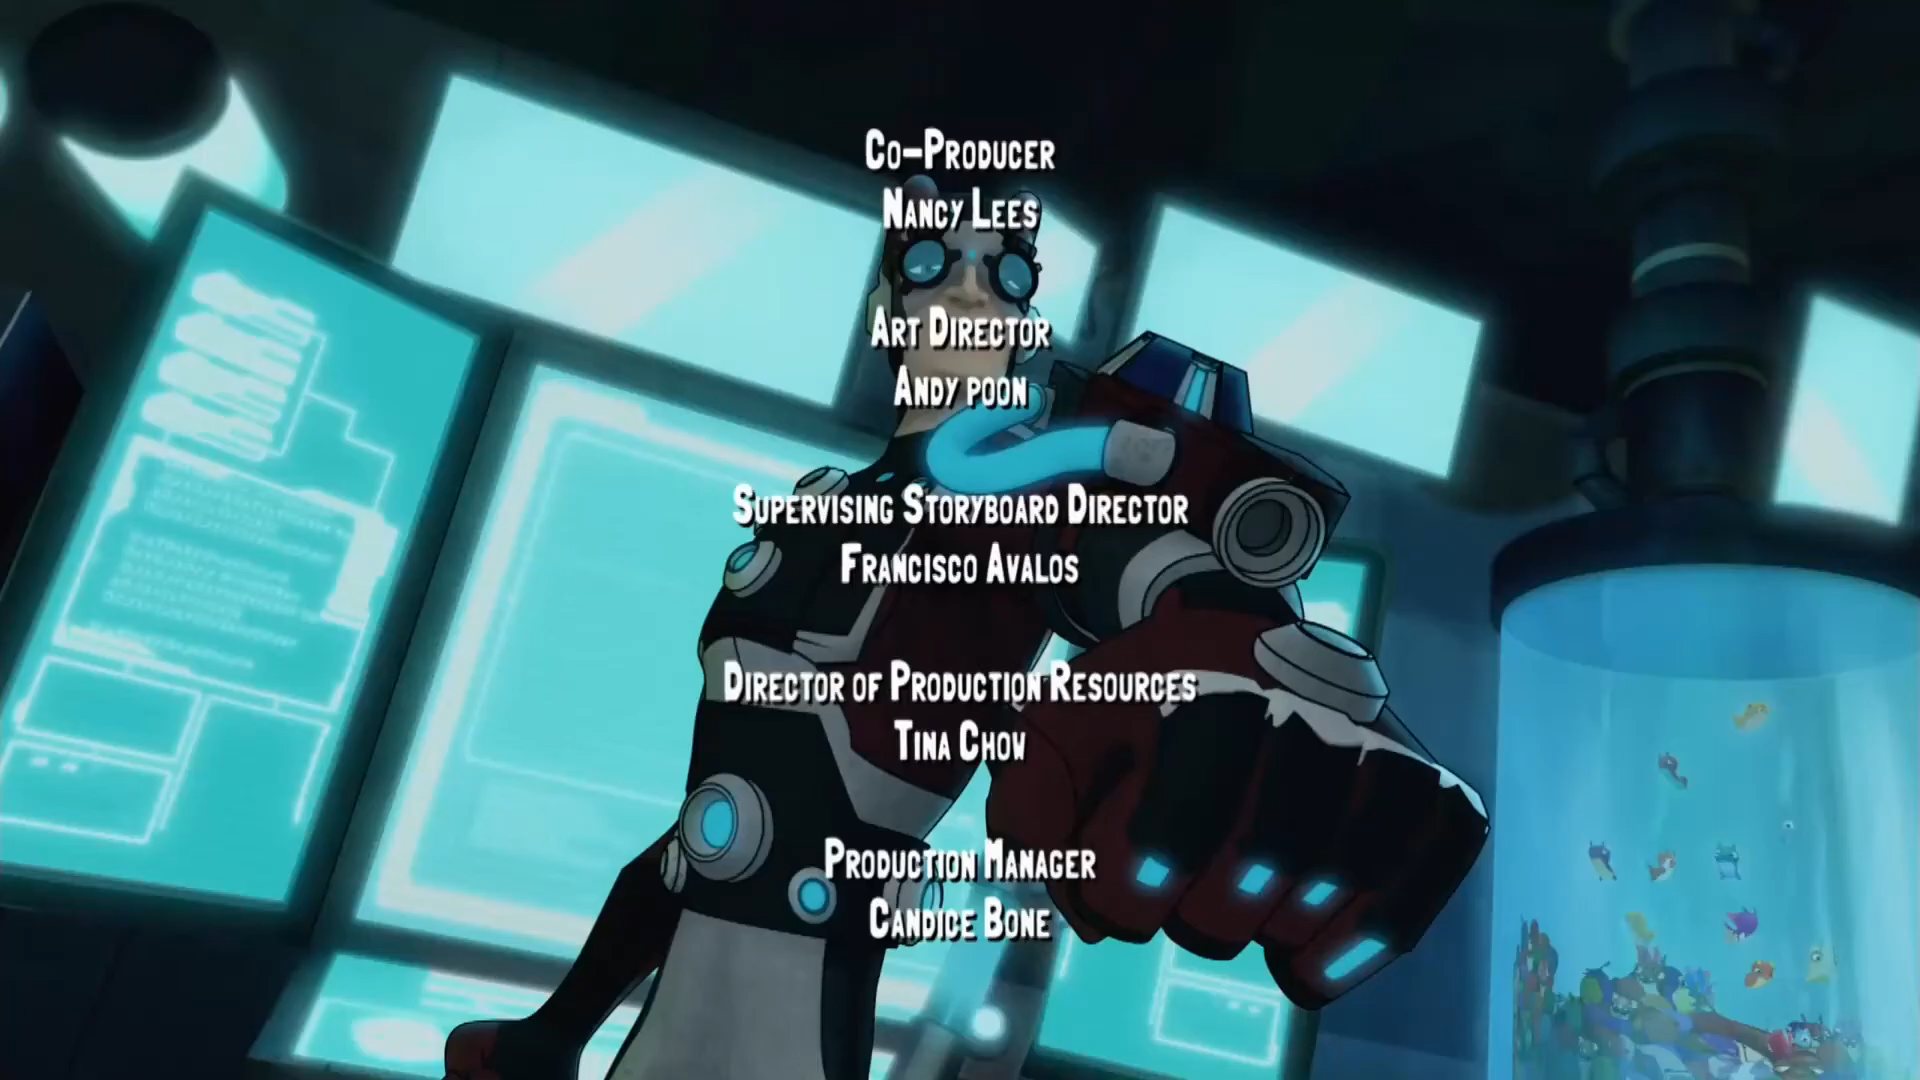 Co-Producer
Nancy Lees
Art Director
Andy poon
Supervising Storyboard Director
Francisco Avalos
Director of Production Resources
Tina Chow
Production Manager
Candice Bone